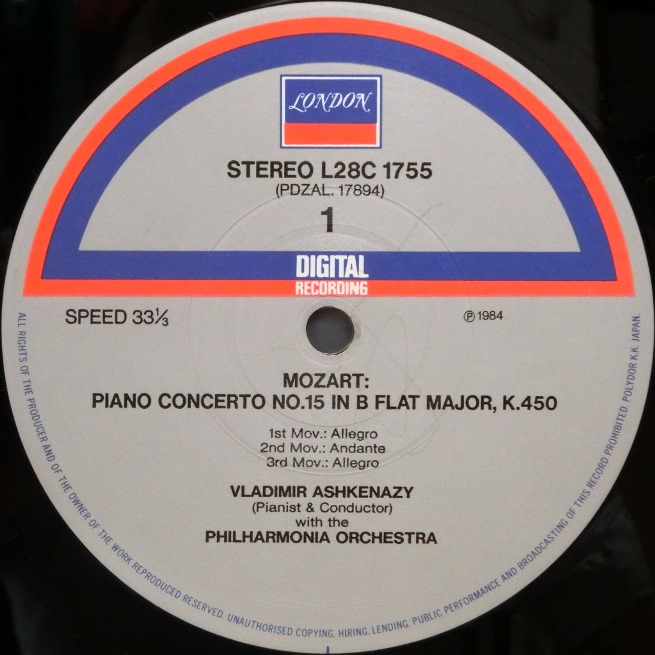 LONDON
STEREO L28C 1755
(PDZAL. 17894)
1
DIGITAL
RECORDING
SPEED 33⅓
℗ 1984
MOZART:
PIANO CONCERTO NO.15 IN B FLAT MAJOR, K.450
1st Mov.: Allegro
2nd Mov.: Andante
3rd Mov.: Allegro
VLADIMIR ASHKENAZY
(Pianist & Conductor)
with the
PHILHARMONIA ORCHESTRA
ALL RIGHTS OF THE PRODUCER AND OF THE OWNER OF THE WORK REPRODUCED RESERVED. UNAUTHORISED COPYING, HIRING, LENDING, PUBLIC PERFORMANCE AND BROADCASTING OF THIS RECORD PROHIBITED. POLYDOR K.K. JAPAN.